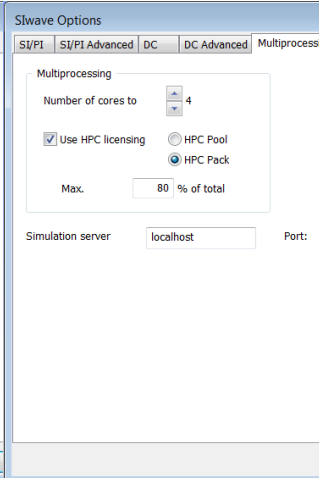 SIwave Options
SI/PI SI/PI Advanced DC DC Advanced Multiprocess
Multiprocessing
Number of cores to 4
Use HPC licensing HPC Pool
HPC Pack
Max. 80 % of total
Simulation server localhost Port: